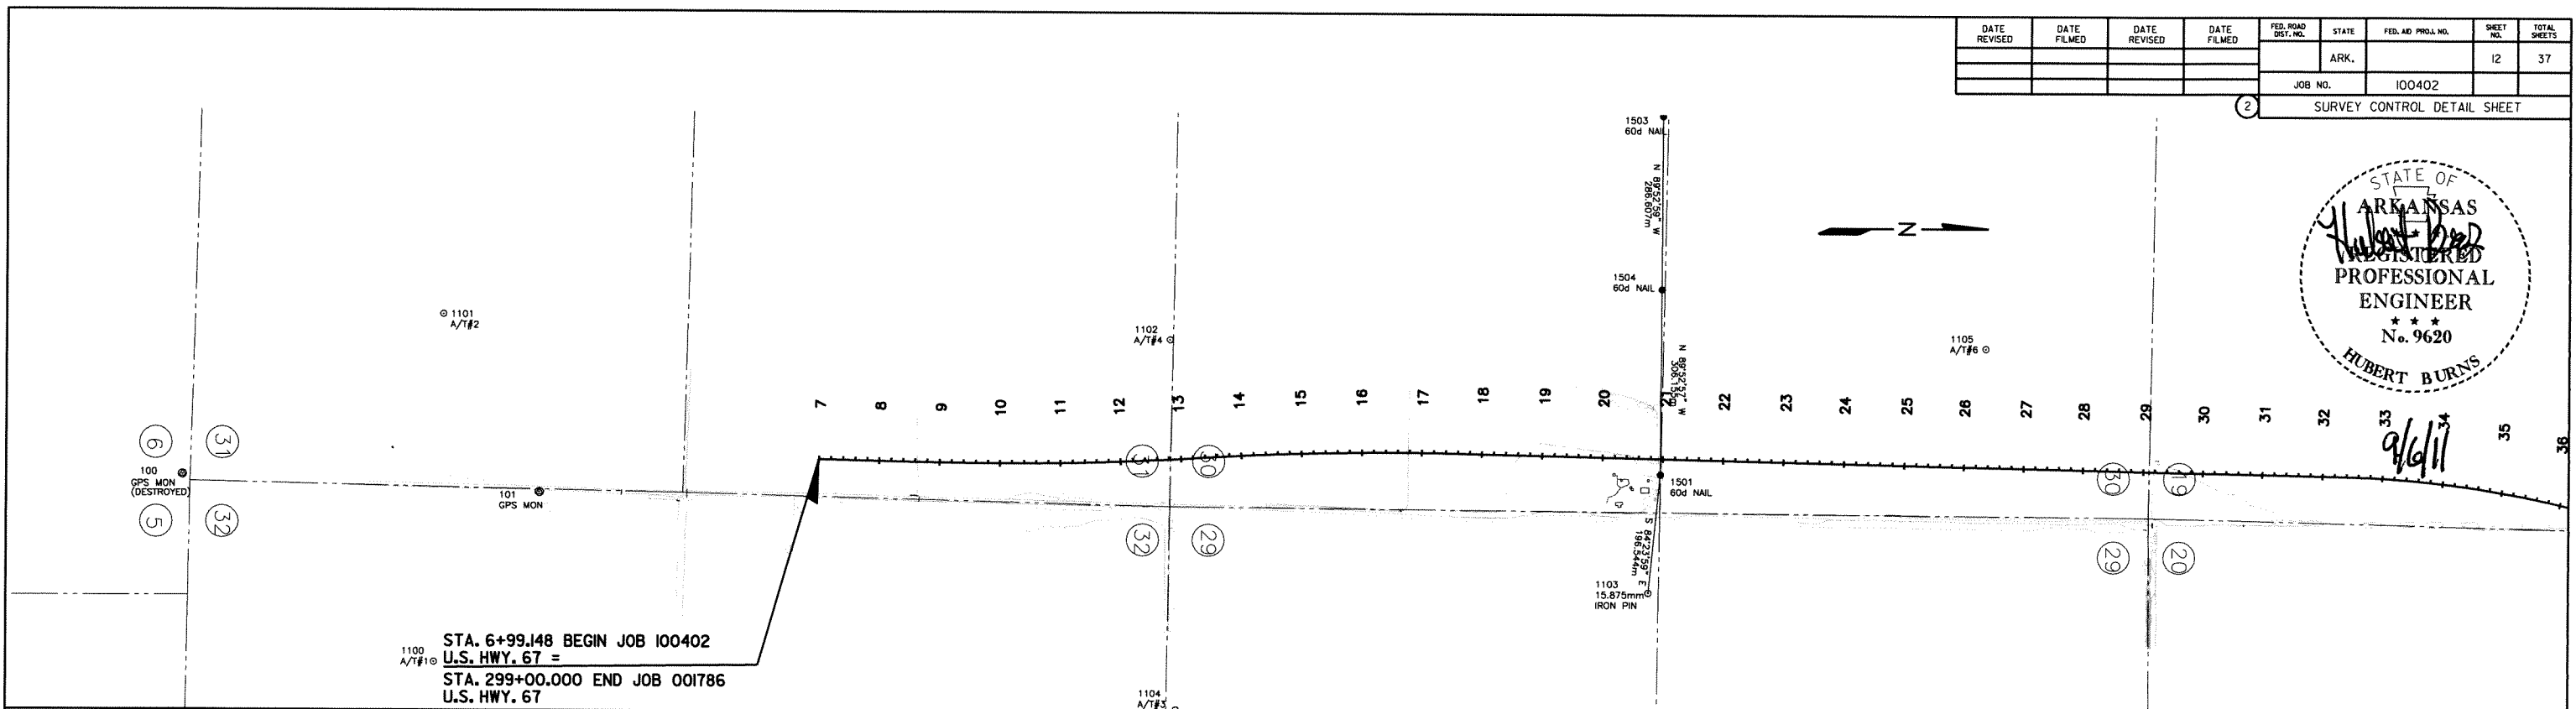 DATE REVISED
DATE FILMED
DATE REVISED
DATE FILMED
FED. ROAD DIST. NO.
STATE
FED. AID PROJ. NO.
SHEET NO.
TOTAL SHEETS
ARK.
12
37
JOB NO.
100402
2
SURVEY CONTROL DETAIL SHEET
STATE OF
ARKANSAS
REGISTERED
PROFESSIONAL
ENGINEER
★ ★ ★
No. 9620
HUBERT BURNS
9/6/11
1503
60d NAIL
N 89°52'59" W
286.607m
N
1504
60d NAIL
1101
A/T#2
1102
A/T#4
N 89°52'57" W
1105
A/T#6
7 8 9 10 11 12 13 14 15 16 17 18 19 20 21 22 23 24 25 26 27 28 29 30 31 32 33 34 35 36
6
31
5
32
100
GPS MON
(DESTROYED)
101
GPS MON
31
30
32
29
1501
60d NAIL
S 84°23'59" E
196.544m
1103
15.875mm
IRON PIN
30
19
29
20
1100
A/T#1
STA. 6+99.148 BEGIN JOB 100402
U.S. HWY. 67 =
STA. 299+00.000 END JOB 001786
U.S. HWY. 67
1104
A/T#3